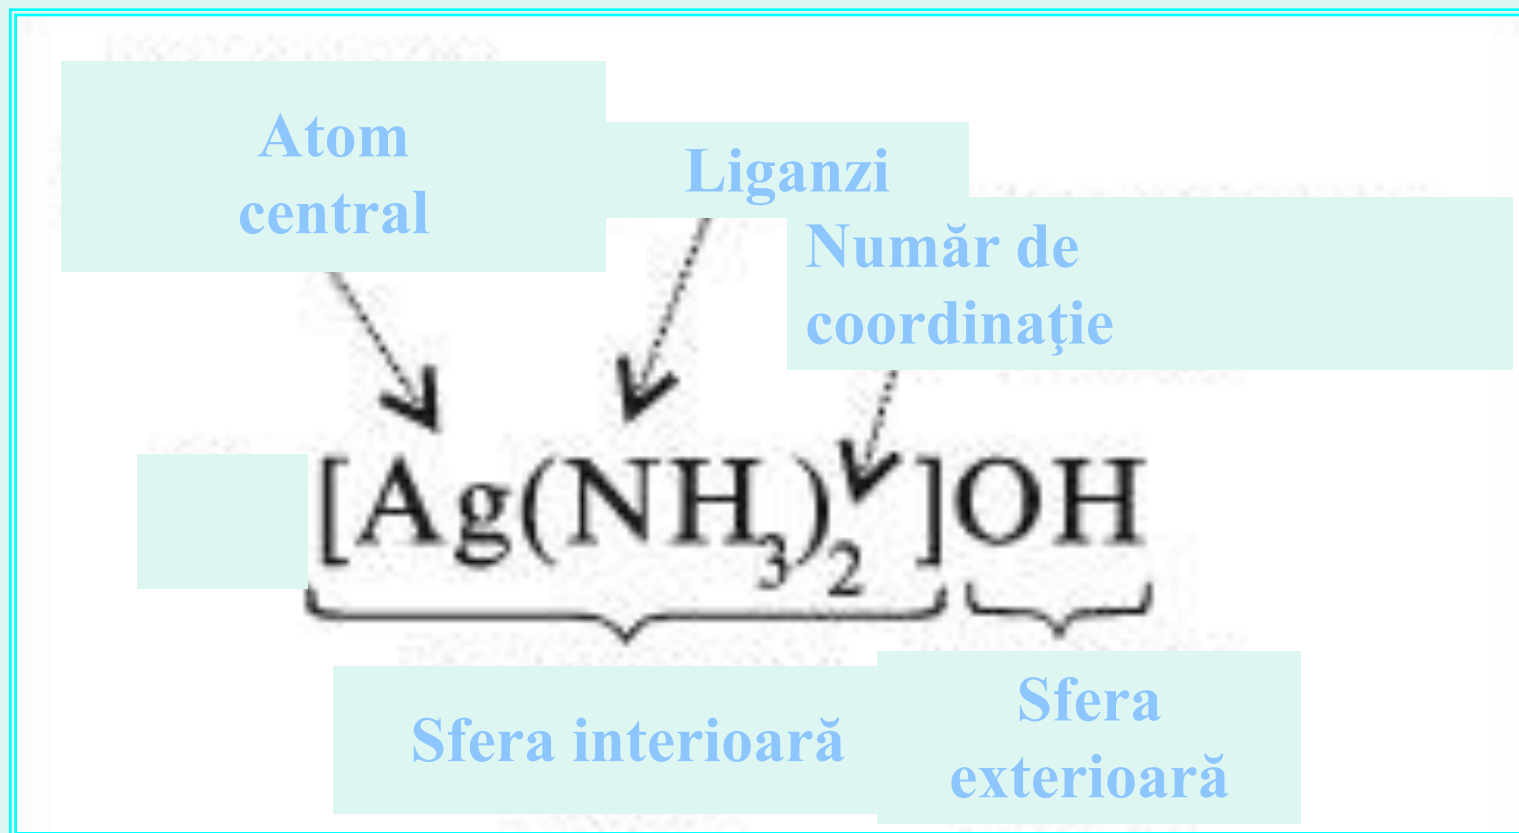 Atom
central
Liganzi
Număr de
coordinaţie
[Ag(NH₃)₂ ]OH
Sfera interioară
Sfera
exterioară